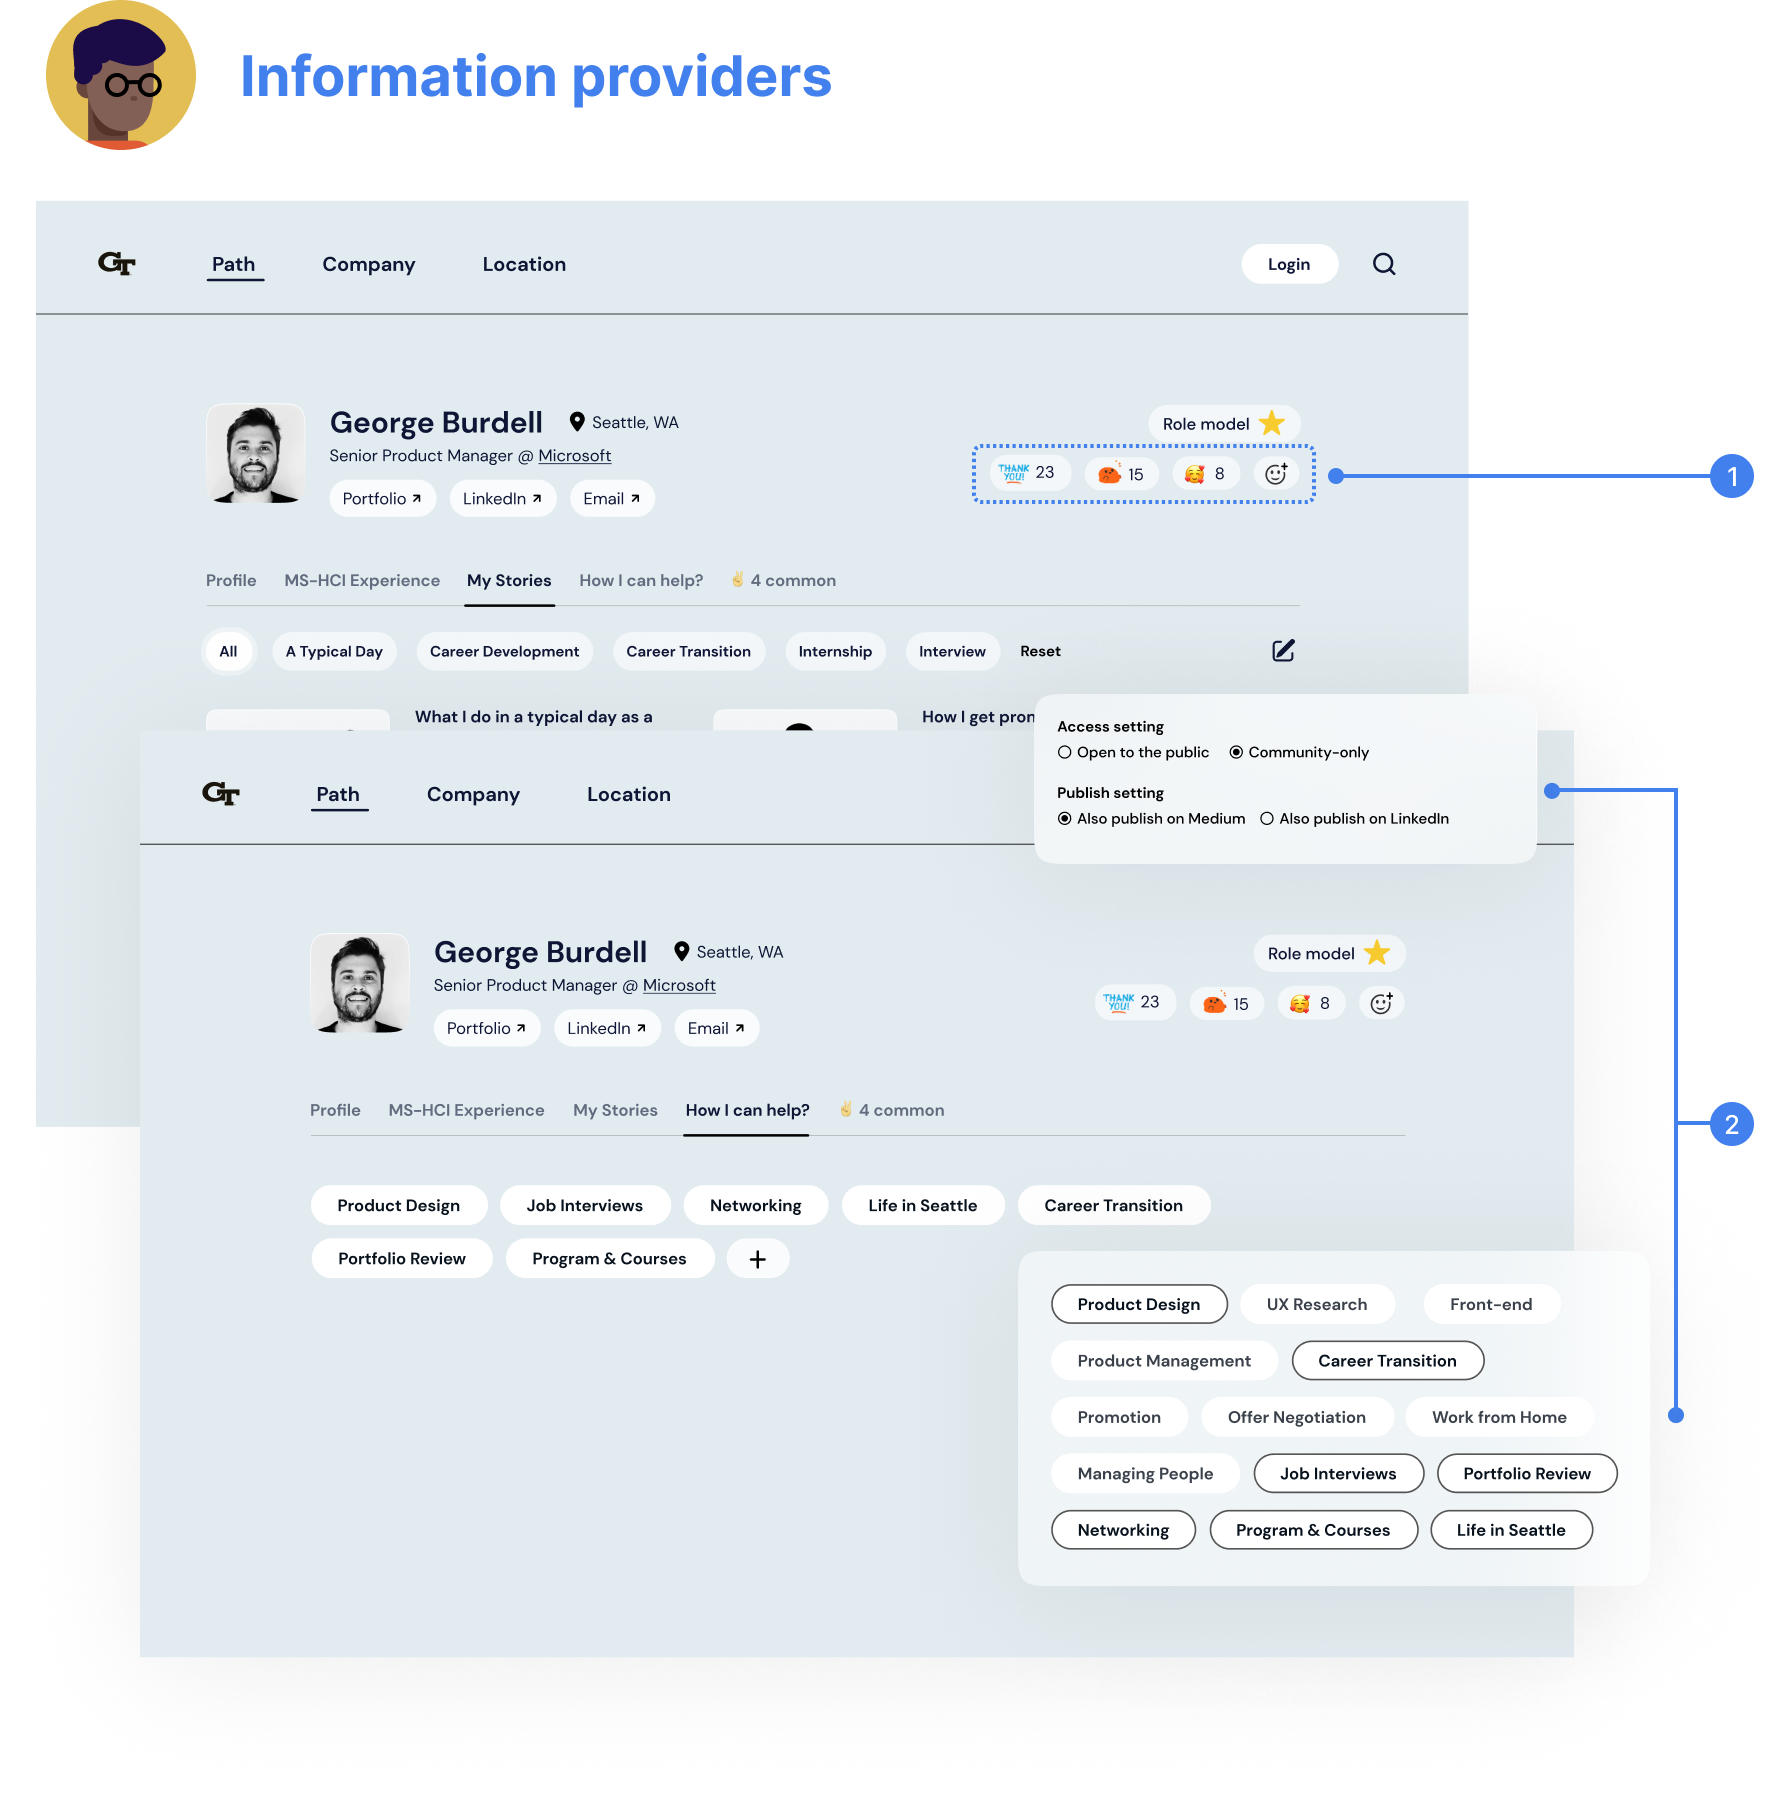 Information providers
GT Path Company Location Login
George Burdell Seattle, WA Role model
Senior Product Manager @ Microsoft
THANK YOU! 23 15 8
Portfolio LinkedIn Email
1
Profile MS-HCI Experience My Stories How I can help? 4 common
All A Typical Day Career Development Career Transition Internship Interview Reset
What I do in a typical day as a How I get pron
Access setting
Open to the public Community-only
Publish setting
Also publish on Medium Also publish on LinkedIn
GT Path Company Location
George Burdell Seattle, WA Role model
Senior Product Manager @ Microsoft
THANK YOU! 23 15 8
Portfolio LinkedIn Email
Profile MS-HCI Experience My Stories How I can help? 4 common
2
Product Design Job Interviews Networking Life in Seattle Career Transition
Portfolio Review Program & Courses +
Product Design UX Research Front-end
Product Management Career Transition
Promotion Offer Negotiation Work from Home
Managing People Job Interviews Portfolio Review
Networking Program & Courses Life in Seattle